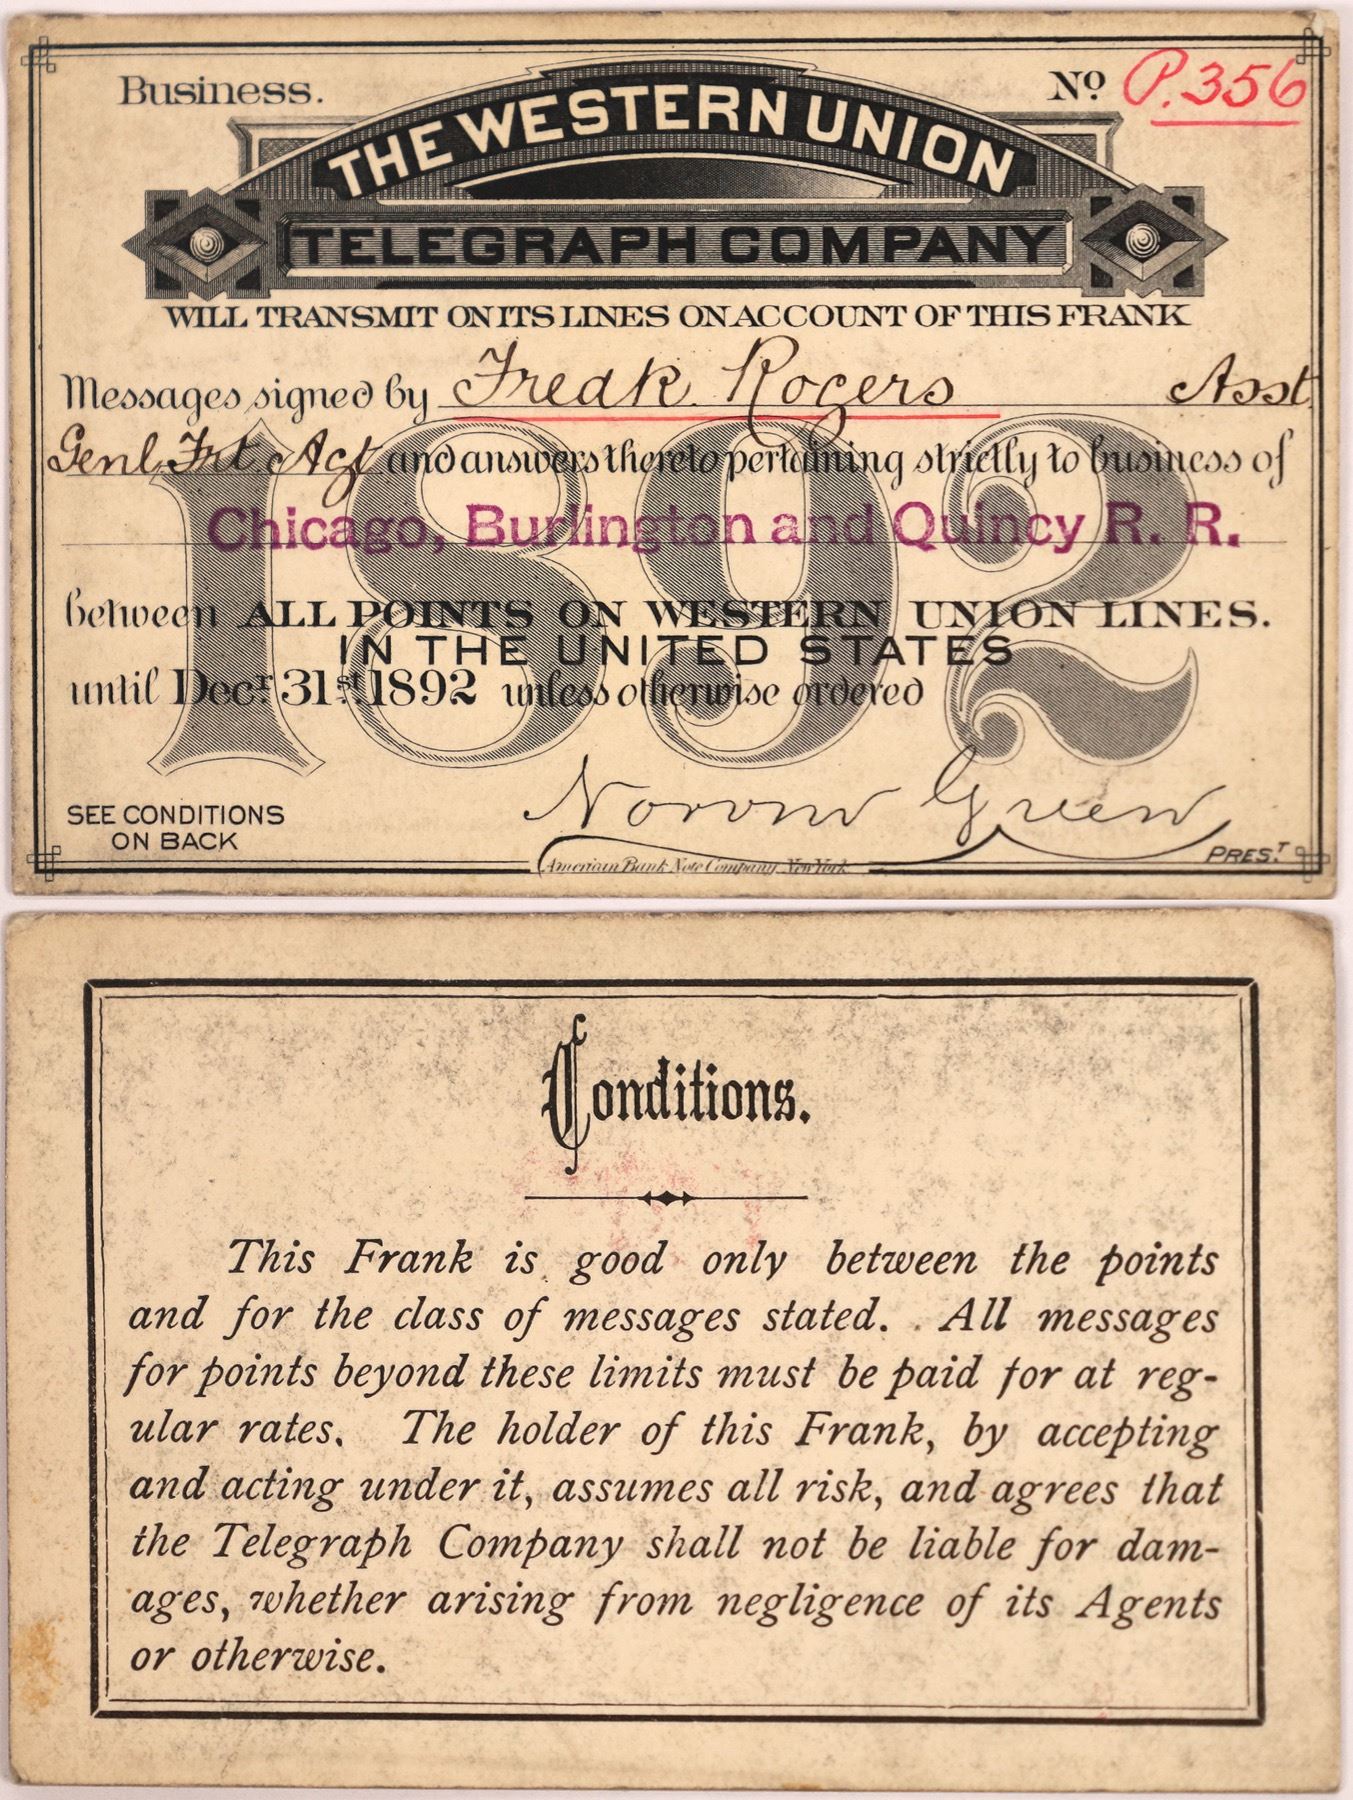 Business.
No P.356
THE WESTERN UNION
TELEGRAPH COMPANY
WILL TRANSMIT ON ITS LINES ON ACCOUNT OF THIS FRANK
Messages signed by Fredk. Rogers Asst
Genl. Frt. Agt and answers thereto pertaining strictly to business of
1892
Chicago, Burlington and Quincy R. R.
between ALL POINTS ON WESTERN UNION LINES.
IN THE UNITED STATES
until Decr. 31st. 1892 unless otherwise ordered
Norvin Green
SEE CONDITIONS
ON BACK
PREST.
American Bank Note Company New York
Conditions.
This Frank is good only between the points
and for the class of messages stated. All messages
for points beyond these limits must be paid for at reg-
ular rates. The holder of this Frank, by accepting
and acting under it, assumes all risk, and agrees that
the Telegraph Company shall not be liable for dam-
ages, whether arising from negligence of its Agents
or otherwise.